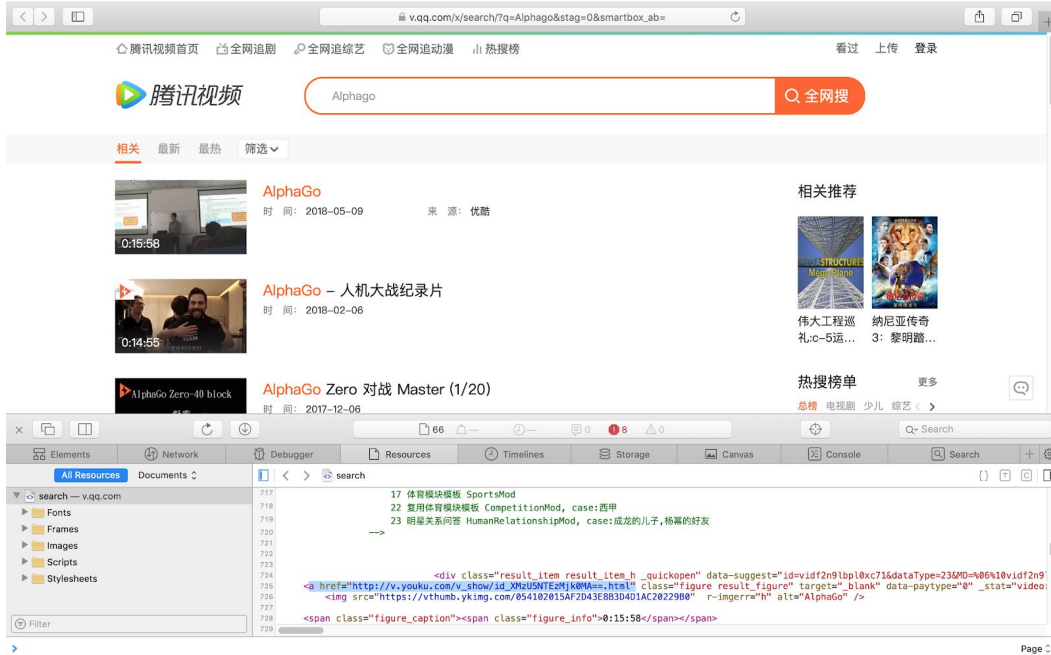 v.qq.com/x/search/?q=Alphago&stag=0&smartbox_ab=
腾讯视频首页 全网追剧 全网追综艺 全网追动漫 热搜榜 看过 上传 登录
腾讯视频 Alphago 全网搜
相关 最新 最热 筛选
AlphaGo
时 间: 2018-05-09 来 源: 优酷
0:15:58
AlphaGo - 人机大战纪录片
时 间: 2018-02-06
TEAM
0:14:55
AlphaGo Zero-40 block
AlphaGo Zero 对战 Master (1/20)
时 间: 2017-12-06
相关推荐
MEGASTRUCTURES
Mega Plane
伟大工程巡 纳尼亚传奇
礼:c-5运... 3: 黎明踏...
热搜榜单 更多
总榜 电视剧 少儿 综艺
66 0 8 0 Search
Elements Network Debugger Resources Timelines Storage Canvas Console Search
All Resources Documents search
search — v.qq.com
Fonts
Frames
Images
Scripts
Stylesheets
Filter
717 17 体育模块模板 SportsMod
718 22 复用体育模块模板 CompetitionMod, case:西甲
719 23 明星关系问答 HumanRelationshipMod, case:成龙的儿子,杨幂的好友
720 -->
721
722
723
724 <div class="result_item result_item_h _quickopen" data-suggest="id=vidf2n9lbpl0xc71&dataType=23&MD=%06%10vidf2n9l
725 <a href="http://v.youku.com/v_show/id_XMzU5NTEzMjk0MA==.html" class="figure result_figure" target="_blank" data-paytype="0" _stat="video:
726 <img src="https://vthumb.ykimg.com/054102015AF2D43E8B3D4D1AC20229B0" r-imgerr="h" alt="AlphaGo" />
727
728 <span class="figure_caption"><span class="figure_info">0:15:58</span></span>
729
Page